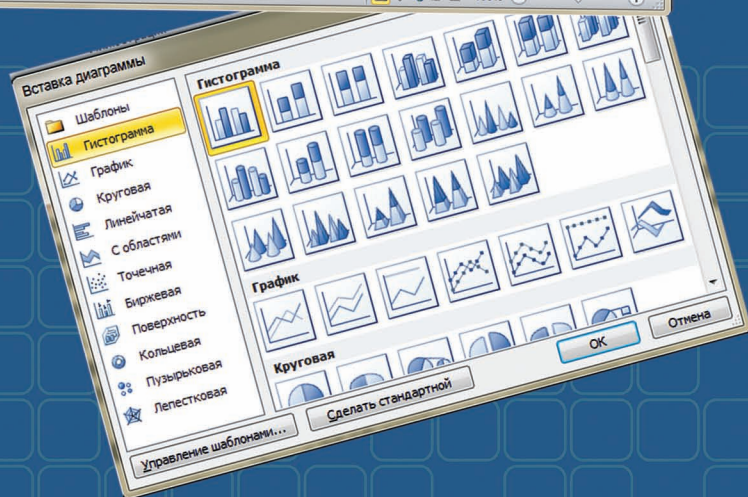 Вставка диаграммы
Шаблоны
Гистограмма
График
Круговая
Линейчатая
С областями
Точечная
Биржевая
Поверхность
Кольцевая
Пузырьковая
Лепестковая
Гистограмма
График
Круговая
Управление шаблонами...
Сделать стандартной
ОК
Отмена